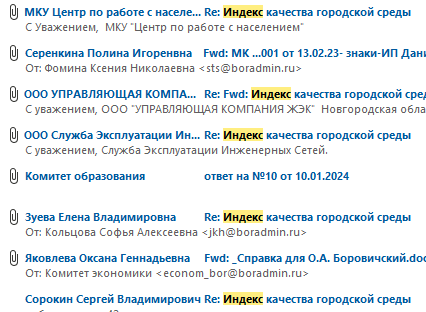 МКУ Центр по работе с населе... Re: Индекс качества городской среды
С Уважением, МКУ "Центр по работе с населением"
Серенкина Полина Игоренвна Fwd: МК ...001 от 13.02.23- знаки-ИП Дани
От: Фомина Ксения Николаевна <sts@boradmin.ru>
ООО УПРАВЛЯЮЩАЯ КОМПА... Re: Fwd: Индекс качества городской сред
С уважением, ООО "УПРАВЛЯЮЩАЯ КОМПАНИЯ ЖЭК" Новгородская обла
ООО Служба Эксплуатации Ин... Re: Индекс качества городской среды
С уважением, Служба Эксплуатации Инженерных Сетей.
Комитет образования ответ на №10 от 10.01.2024
Зуева Елена Владимировна Re: Индекс качества городской среды
От: Кольцова Софья Алексеевна <jkh@boradmin.ru>
Яковлева Оксана Геннадьевна Fwd: _Справка для О.А. Боровичский.doc
От: Комитет экономики <econom_bor@boradmin.ru>
Сорокин Сергей Владимирович Re: Индекс качества городской среды